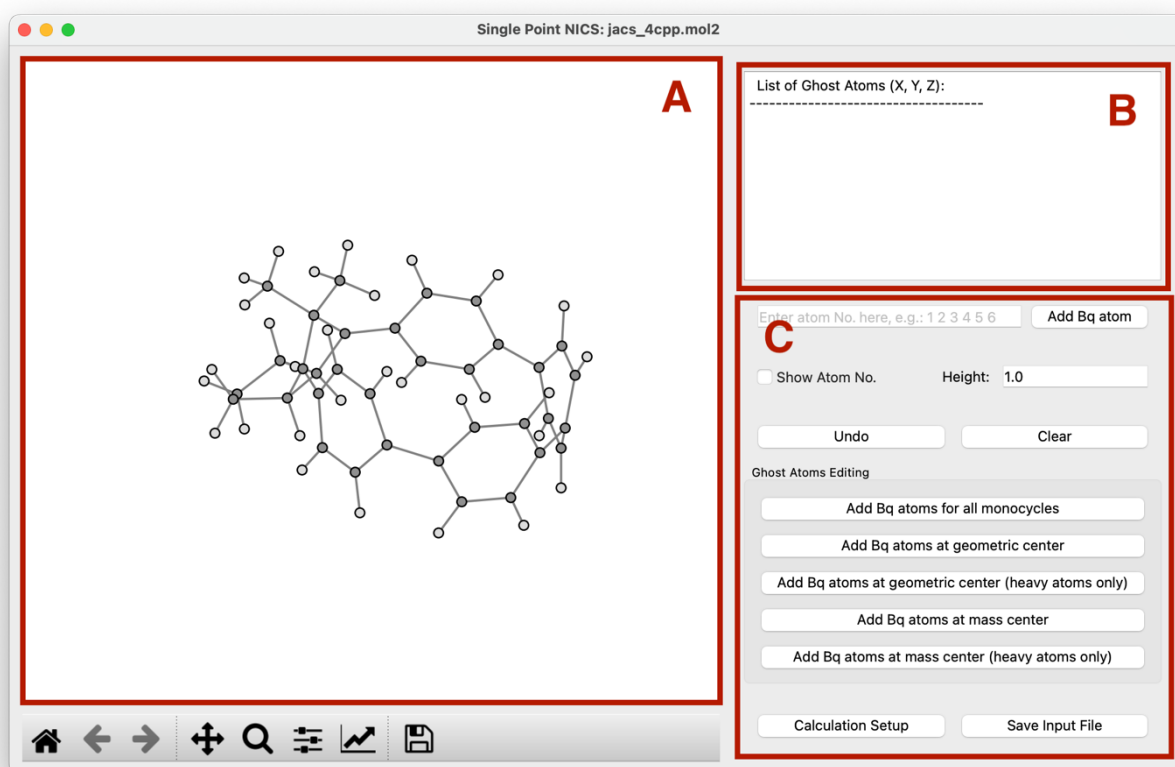 Single Point NICS: jacs_4cpp.mol2
A
List of Ghost Atoms (X, Y, Z):
------------------------------------
B
Enter atom No. here, e.g.: 1 2 3 4 5 6
Add Bq atom
C
Show Atom No.
Height:
1.0
Undo
Clear
Ghost Atoms Editing
Add Bq atoms for all monocycles
Add Bq atoms at geometric center
Add Bq atoms at geometric center (heavy atoms only)
Add Bq atoms at mass center
Add Bq atoms at mass center (heavy atoms only)
Calculation Setup
Save Input File